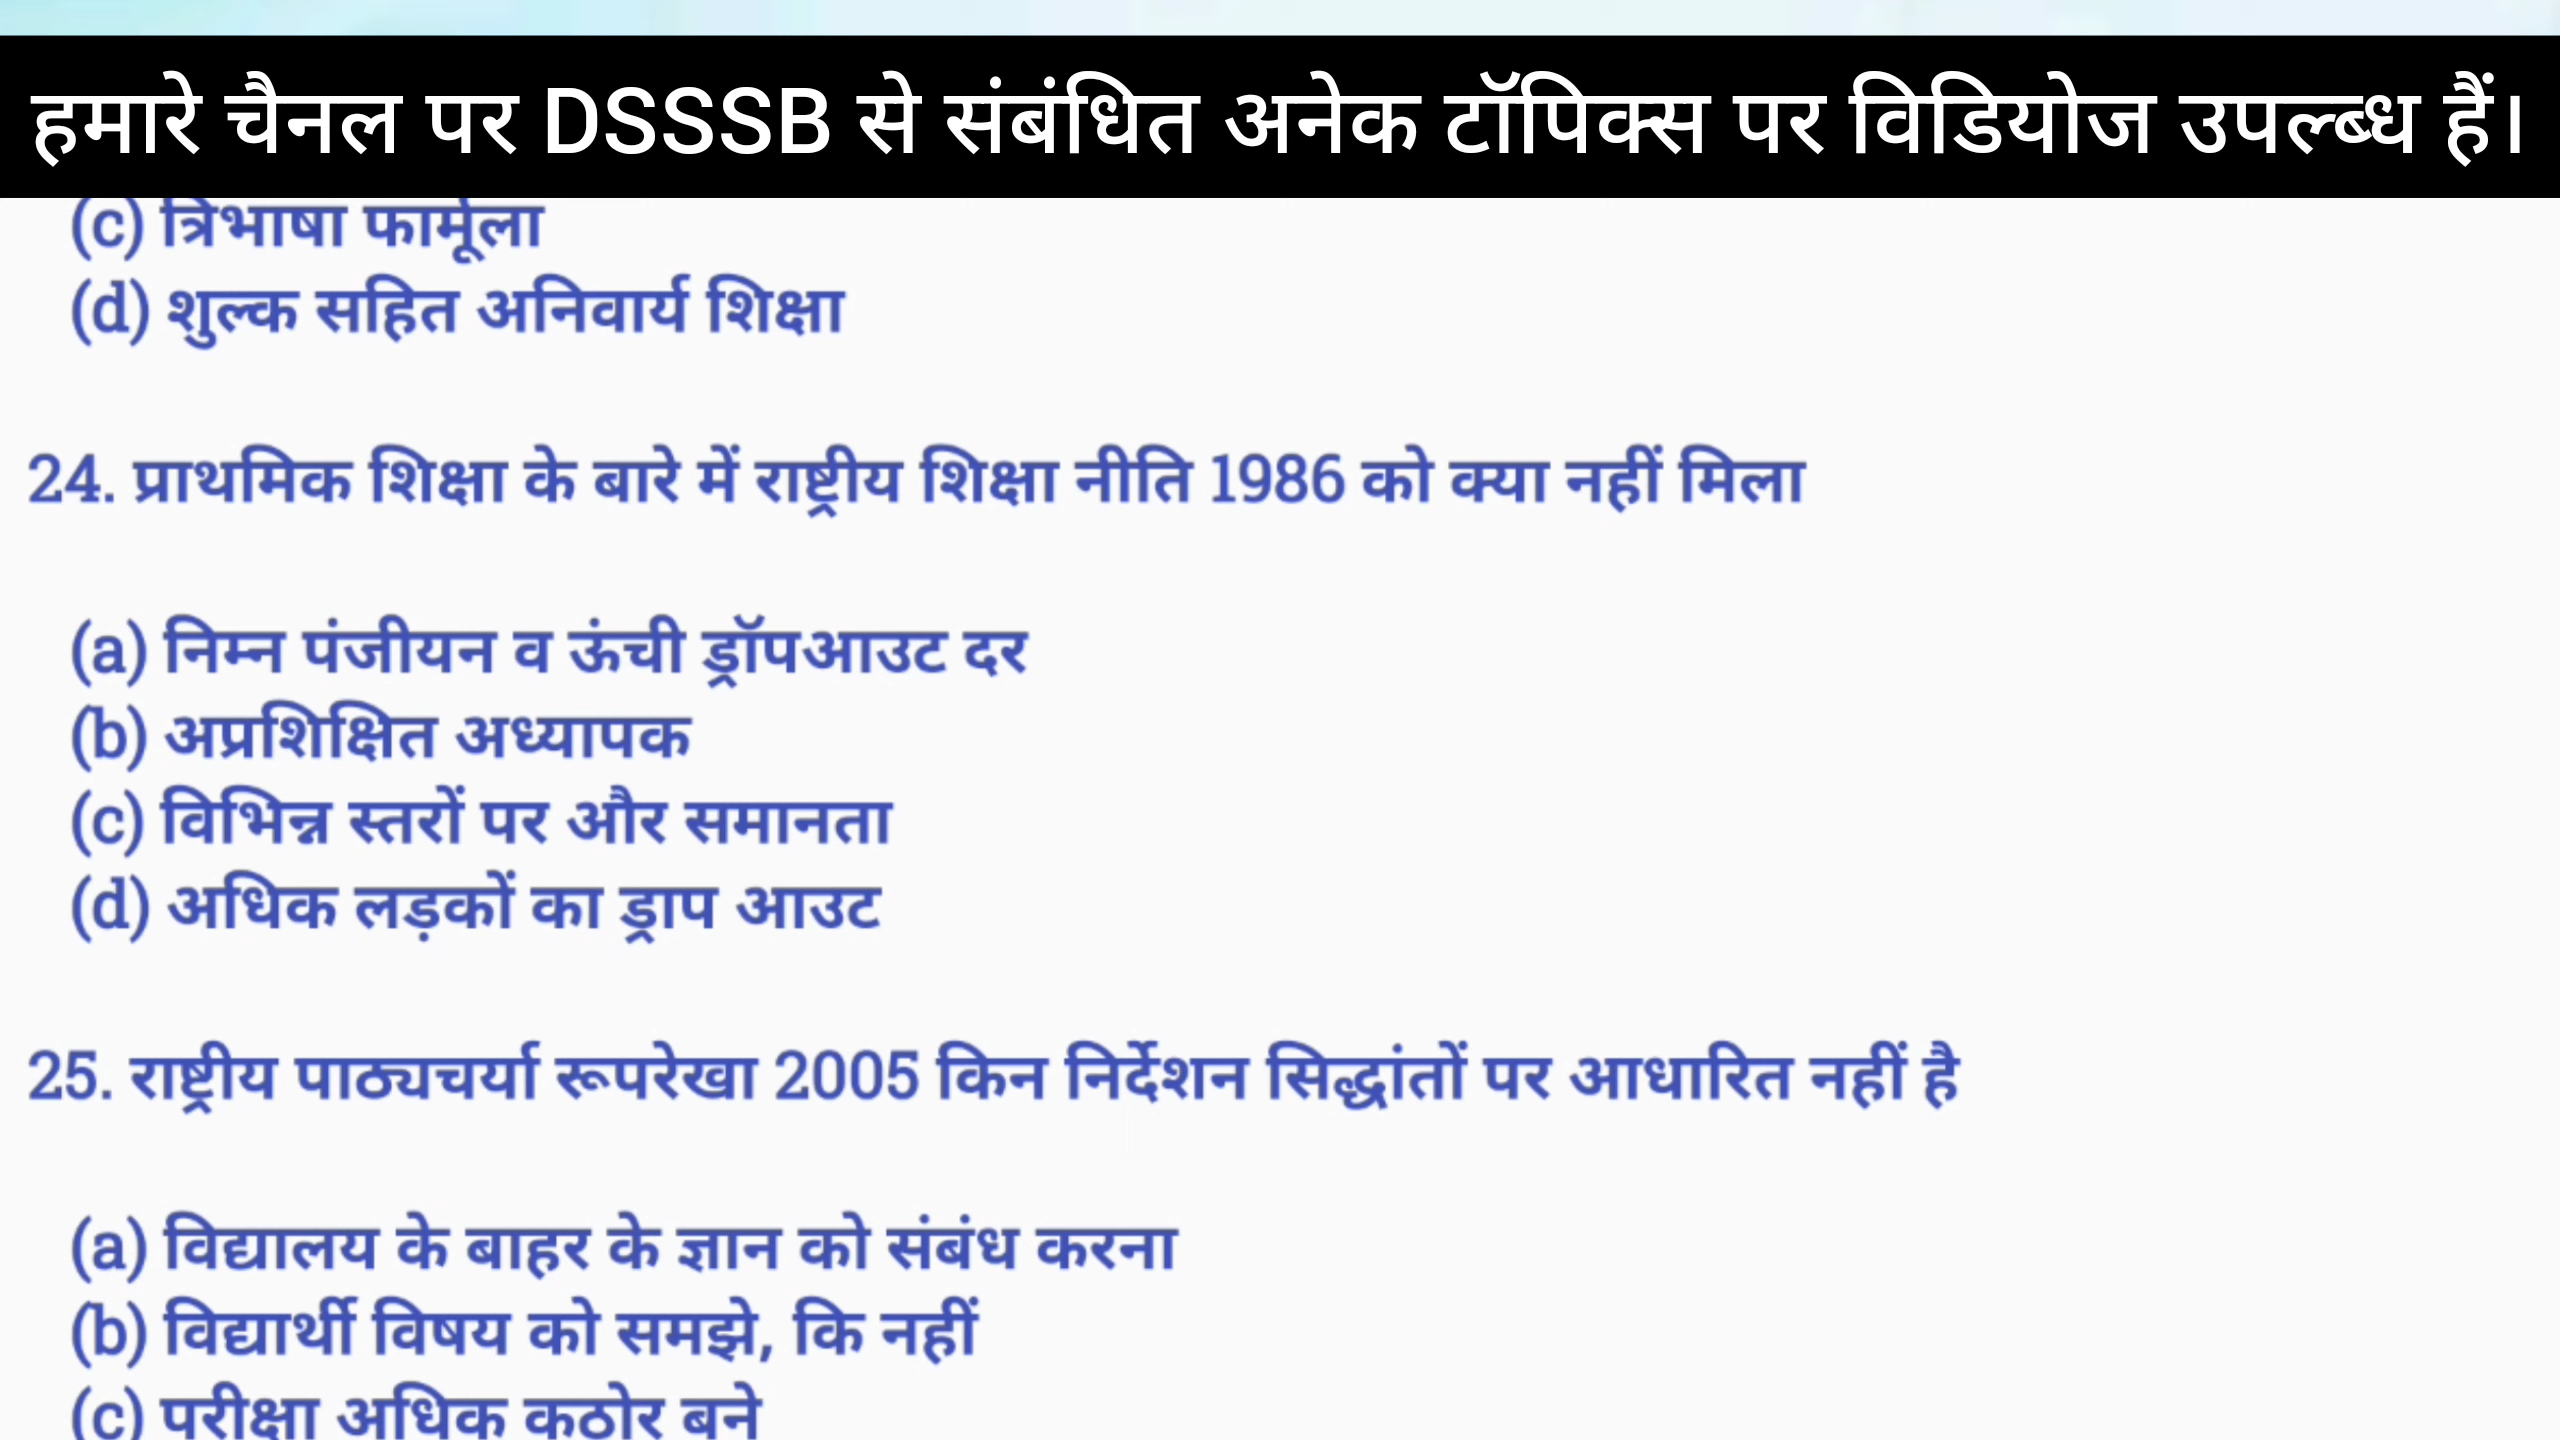 हमारे चैनल पर DSSSB से संबंधित अनेक टॉपिक्स पर विडियोज उपल्ब्ध हैं।
(c) त्रिभाषा फार्मूला
(d) शुल्क सहित अनिवार्य शिक्षा
24. प्राथमिक शिक्षा के बारे में राष्ट्रीय शिक्षा नीति 1986 को क्या नहीं मिला
(a) निम्न पंजीयन व ऊंची ड्रॉपआउट दर
(b) अप्रशिक्षित अध्यापक
(c) विभिन्न स्तरों पर और समानता
(d) अधिक लड़कों का ड्राप आउट
25. राष्ट्रीय पाठ्यचर्या रूपरेखा 2005 किन निर्देशन सिद्धांतों पर आधारित नहीं है
(a) विद्यालय के बाहर के ज्ञान को संबंध करना
(b) विद्यार्थी विषय को समझे, कि नहीं
(c) परीक्षा अधिक कठोर बने